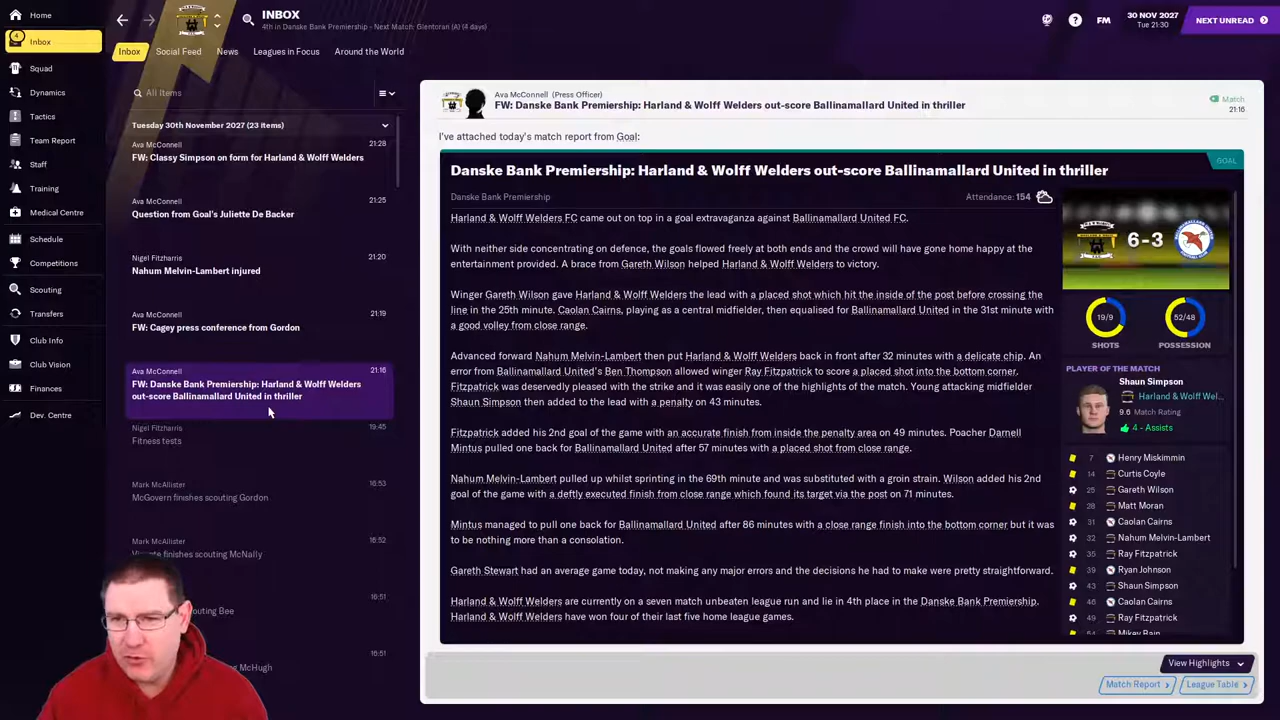 Home
INBOX
4th in Danske Bank Premiership - Next Match: Glentoran (A) (4 days)
FM
30 NOV 2027
Tue 21:30
NEXT UNREAD
4
Inbox
Squad
Dynamics
Tactics
Team Report
Staff
Training
Medical Centre
Schedule
Competitions
Scouting
Transfers
Club Info
Club Vision
Finances
Dev. Centre
Inbox
Social Feed
News
Leagues in Focus
Around the World
All Items
Tuesday 30th November 2027 (23 items)
Ava McConnell
21:28
FW: Classy Simpson on form for Harland & Wolff Welders
Ava McConnell
21:25
Question from Goal's Juliette De Backer
Nigel Fitzharris
21:20
Nahum Melvin-Lambert injured
Ava McConnell
21:19
FW: Cagey press conference from Gordon
Ava McConnell
21:16
FW: Danske Bank Premiership: Harland & Wolff Welders
out-score Ballinamallard United in thriller
Nigel Fitzharris
19:45
Fitness tests
Mark McAllister
16:53
McGovern finishes scouting Gordon
Mark McAllister
16:52
finishes scouting McNally
16:51
outing Bee
16:51
McHugh
Ava McConnell (Press Officer)
FW: Danske Bank Premiership: Harland & Wolff Welders out-score Ballinamallard United in thriller
Match
21:16
I've attached today's match report from Goal:
GOAL
Danske Bank Premiership: Harland & Wolff Welders out-score Ballinamallard United in thriller
Danske Bank Premiership
Attendance: 154
Harland & Wolff Welders FC came out on top in a goal extravaganza against Ballinamallard United FC.
With neither side concentrating on defence, the goals flowed freely at both ends and the crowd will have gone home happy at the
entertainment provided. A brace from Gareth Wilson helped Harland & Wolff Welders to victory.
Winger Gareth Wilson gave Harland & Wolff Welders the lead with a placed shot which hit the inside of the post before crossing the
line in the 25th minute. Caolan Cairns, playing as a central midfielder, then equalised for Ballinamallard United in the 31st minute with
a good volley from close range.
Advanced forward Nahum Melvin-Lambert then put Harland & Wolff Welders back in front after 32 minutes with a delicate chip. An
error from Ballinamallard United's Ben Thompson allowed winger Ray Fitzpatrick to score a placed shot into the bottom corner.
Fitzpatrick was deservedly pleased with the strike and it was easily one of the highlights of the match. Young attacking midfielder
Shaun Simpson then added to the lead with a penalty on 43 minutes.
Fitzpatrick added his 2nd goal of the game with an accurate finish from inside the penalty area on 49 minutes. Poacher Darnell
Mintus pulled one back for Ballinamallard United after 57 minutes with a placed shot from close range.
Nahum Melvin-Lambert pulled up whilst sprinting in the 69th minute and was substituted with a groin strain. Wilson added his 2nd
goal of the game with a deftly executed finish from close range which found its target via the post on 71 minutes.
Mintus managed to pull one back for Ballinamallard United after 86 minutes with a close range finish into the bottom corner but it was
to be nothing more than a consolation.
Gareth Stewart had an average game today, not making any major errors and the decisions he had to make were pretty straightforward.
Harland & Wolff Welders are currently on a seven match unbeaten league run and lie in 4th place in the Danske Bank Premiership.
Harland & Wolff Welders have won four of their last five home league games.
6-3
19/9
52/48
SHOTS
POSSESSION
PLAYER OF THE MATCH
Shaun Simpson
Harland & Wolff Wel...
9.6 Match Rating
4 - Assists
7 Henry Miskimmin
14 Curtis Coyle
25 Gareth Wilson
28 Matt Moran
31 Caolan Cairns
32 Nahum Melvin-Lambert
35 Ray Fitzpatrick
39 Ryan Johnson
43 Shaun Simpson
46 Caolan Cairns
49 Ray Fitzpatrick
54 Mikey Bain
View Highlights
Match Report
League Table